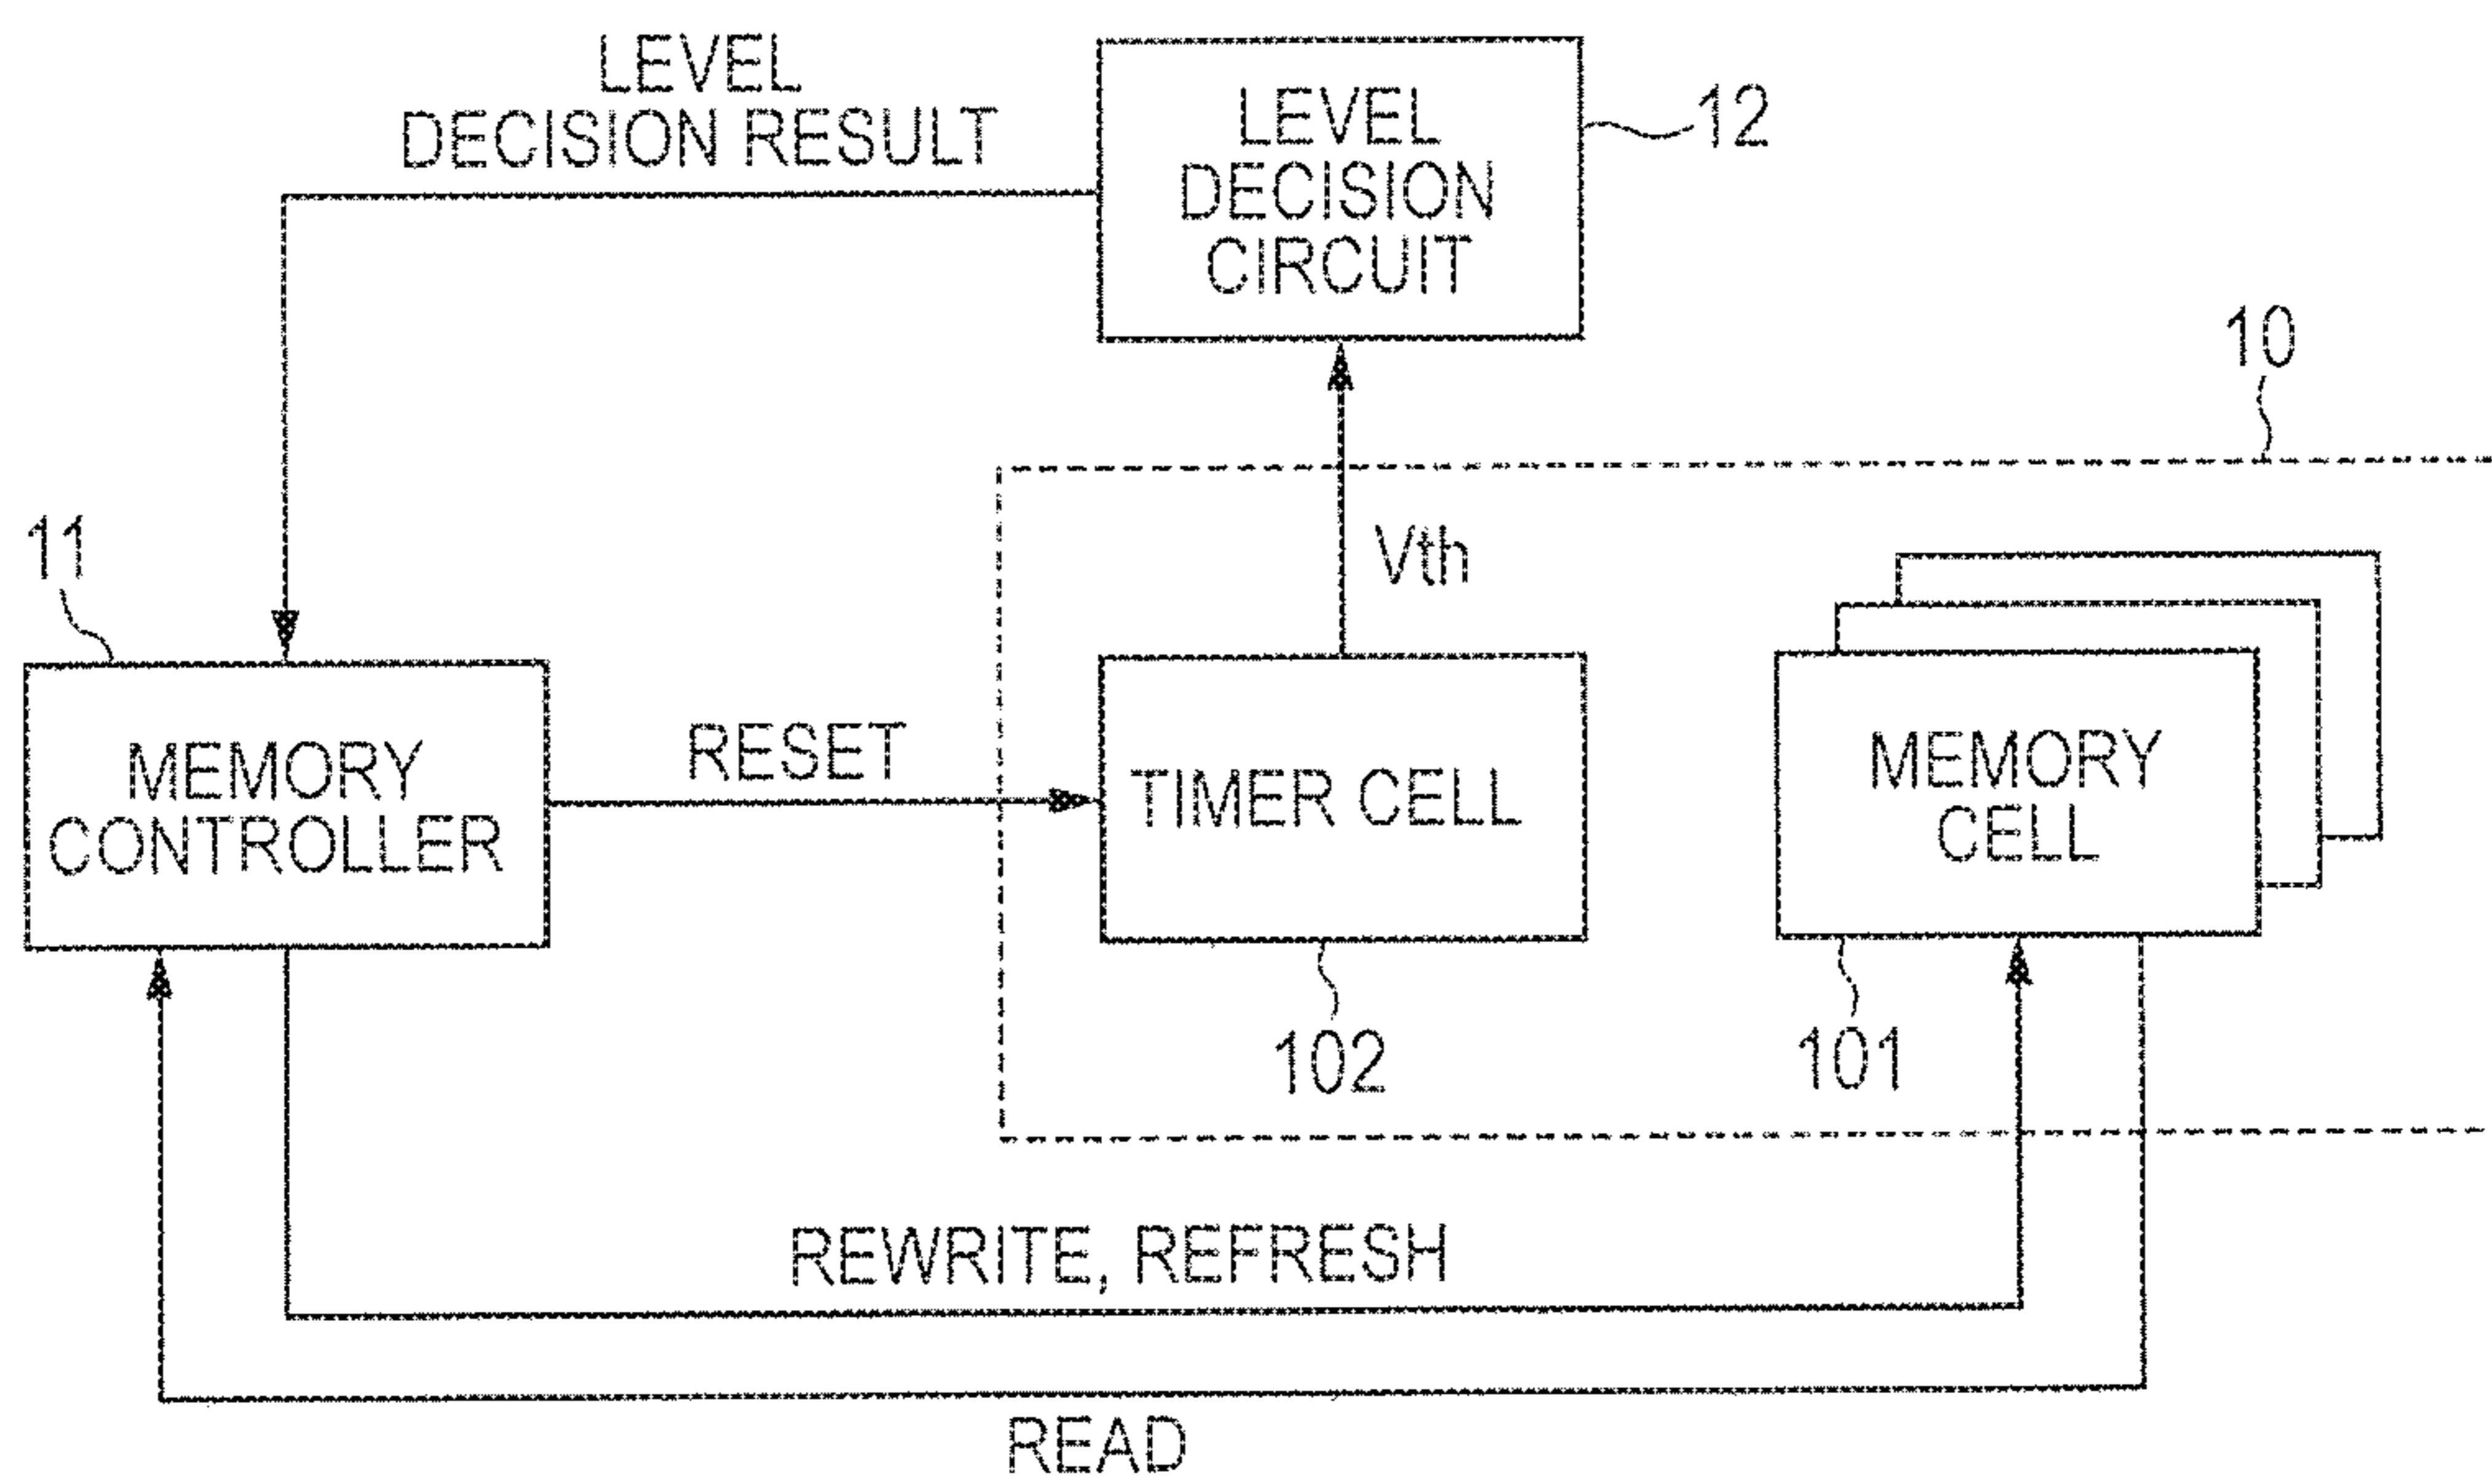 LEVEL
DECISION RESULT
LEVEL
DECISION
CIRCUIT
12
10
11
Vth
MEMORY
CONTROLLER
RESET
TIMER CELL
MEMORY
CELL
102
101
REWRITE, REFRESH
READ